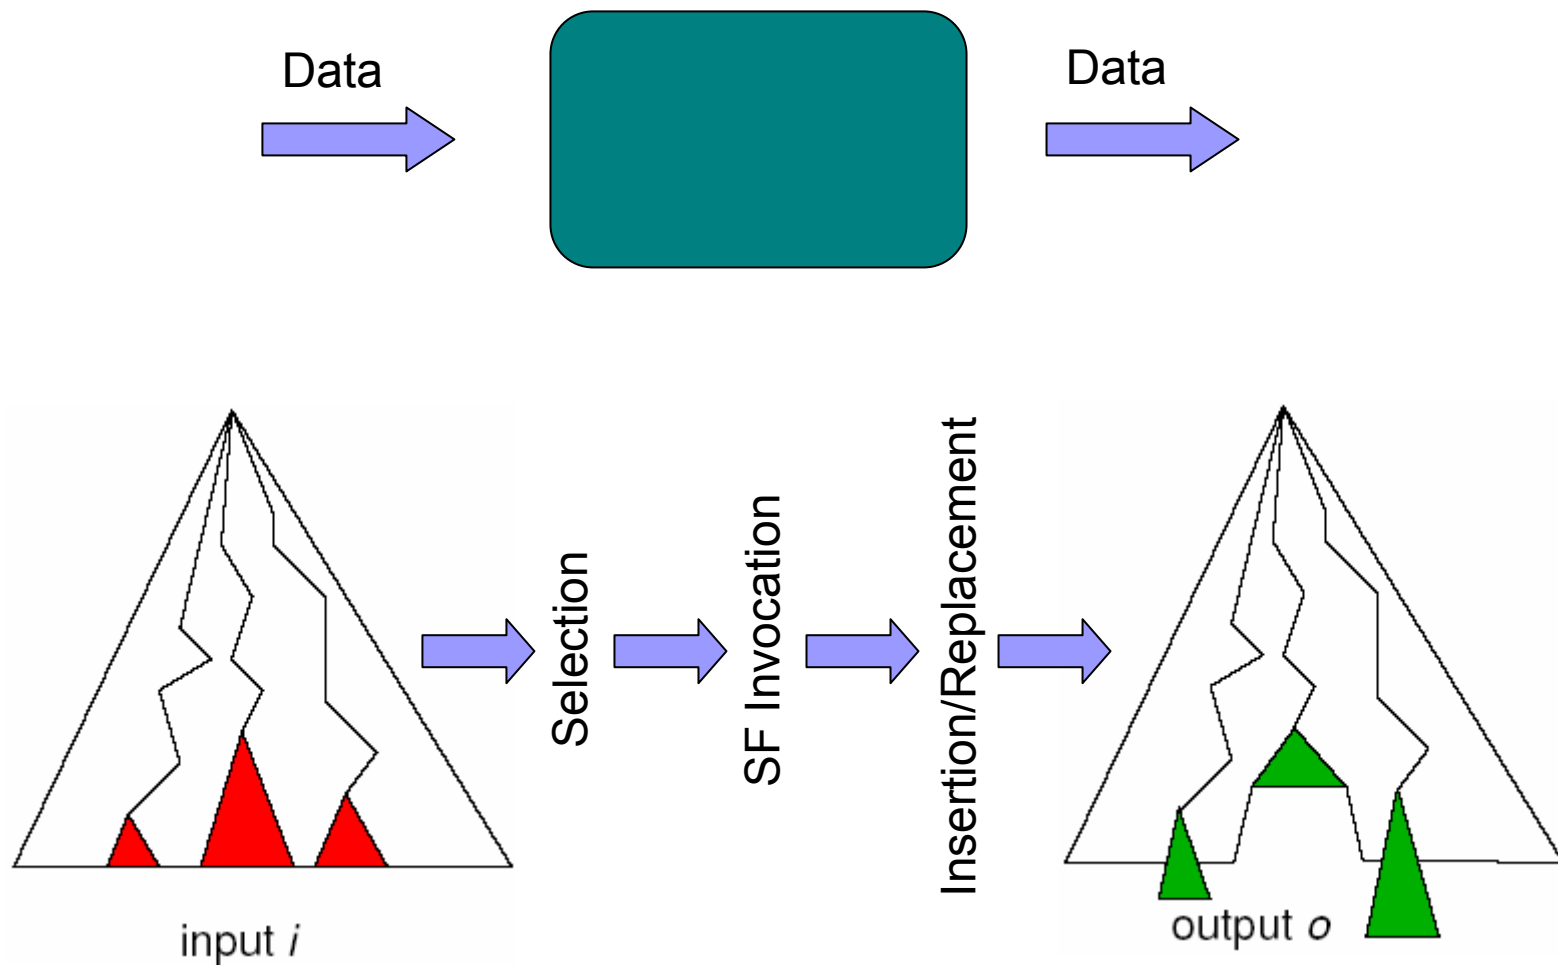 Data
Data
Selection
SF Invocation
Insertion/Replacement
input i
output o